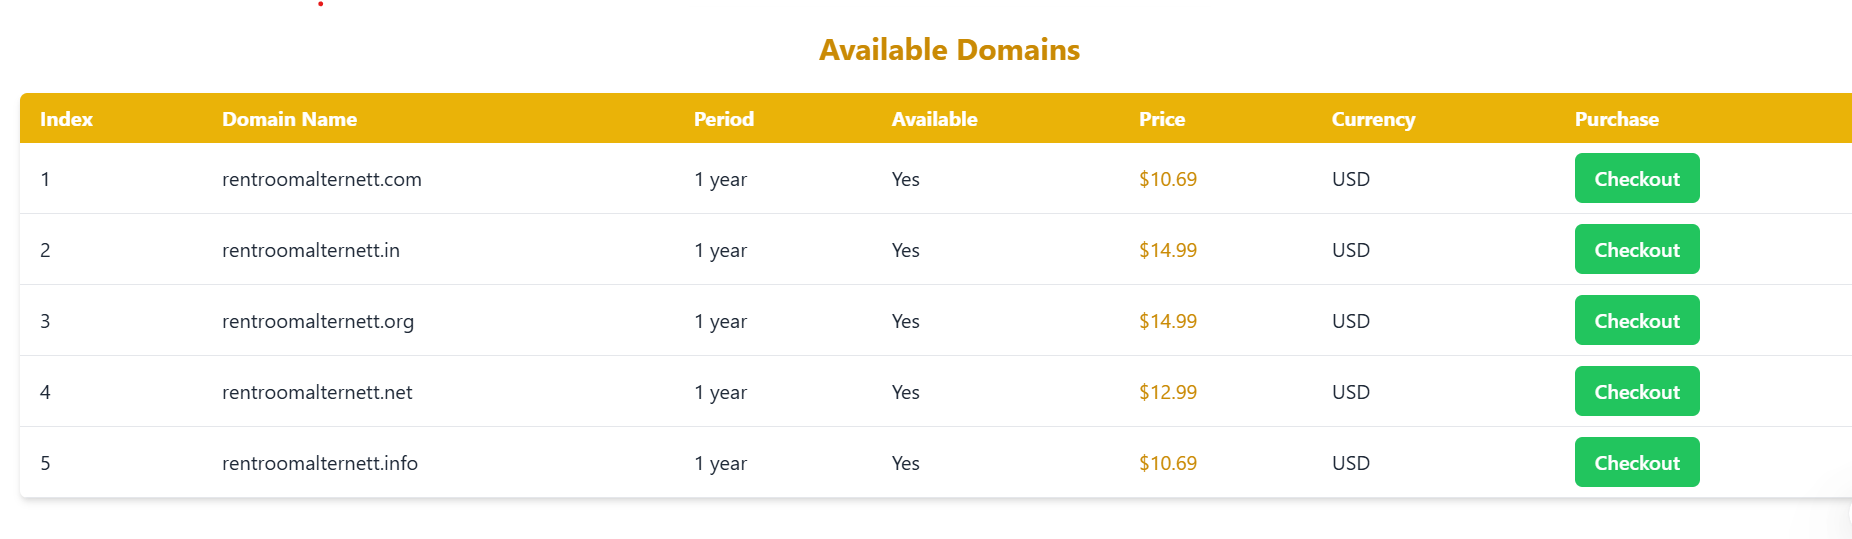 Available Domains
Index Domain Name Period Available Price Currency Purchase
1 rentroomalternett.com 1 year Yes $10.69 USD Checkout
2 rentroomalternett.in 1 year Yes $14.99 USD Checkout
3 rentroomalternett.org 1 year Yes $14.99 USD Checkout
4 rentroomalternett.net 1 year Yes $12.99 USD Checkout
5 rentroomalternett.info 1 year Yes $10.69 USD Checkout